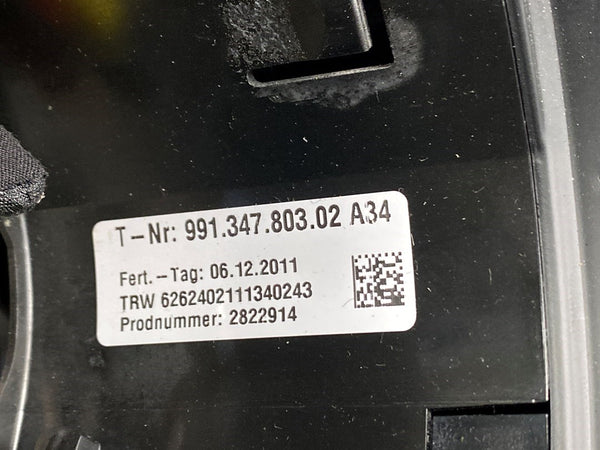 T-Nr: 991.347.803.02 A34
Fert.-Tag: 06.12.2011
TRW 6262402111340243
Prodnummer: 2822914